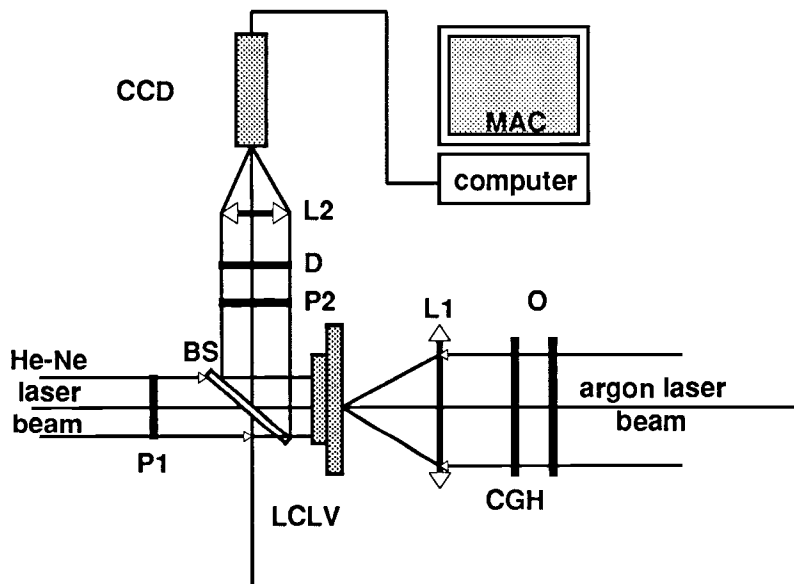 CCD
MAC
computer
L2
D
P2
L1
O
BS
He-Ne
laser
beam
argon laser
beam
P1
CGH
LCLV